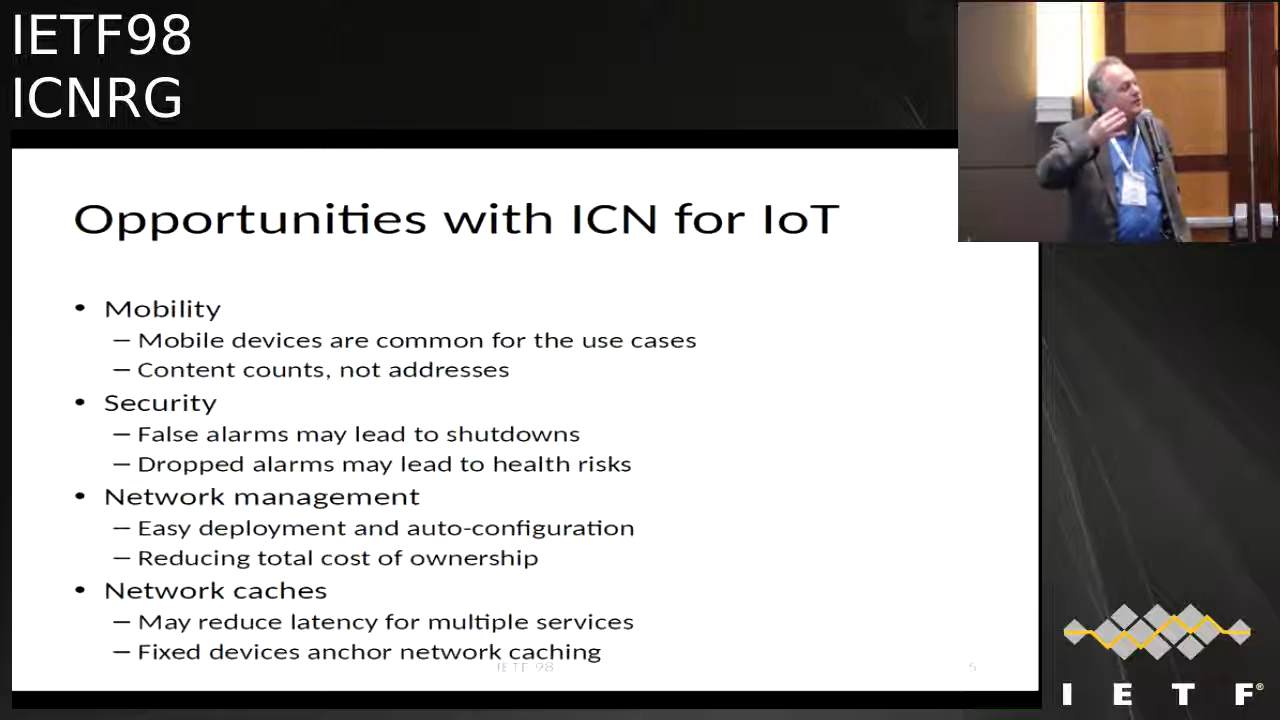 IETF98
ICNRG
Opportunities with ICN for IoT
• Mobility
– Mobile devices are common for the use cases
– Content counts, not addresses
• Security
– False alarms may lead to shutdowns
– Dropped alarms may lead to health risks
• Network management
– Easy deployment and auto-configuration
– Reducing total cost of ownership
• Network caches
– May reduce latency for multiple services
– Fixed devices anchor network caching
IETF 98
5
I E T F®